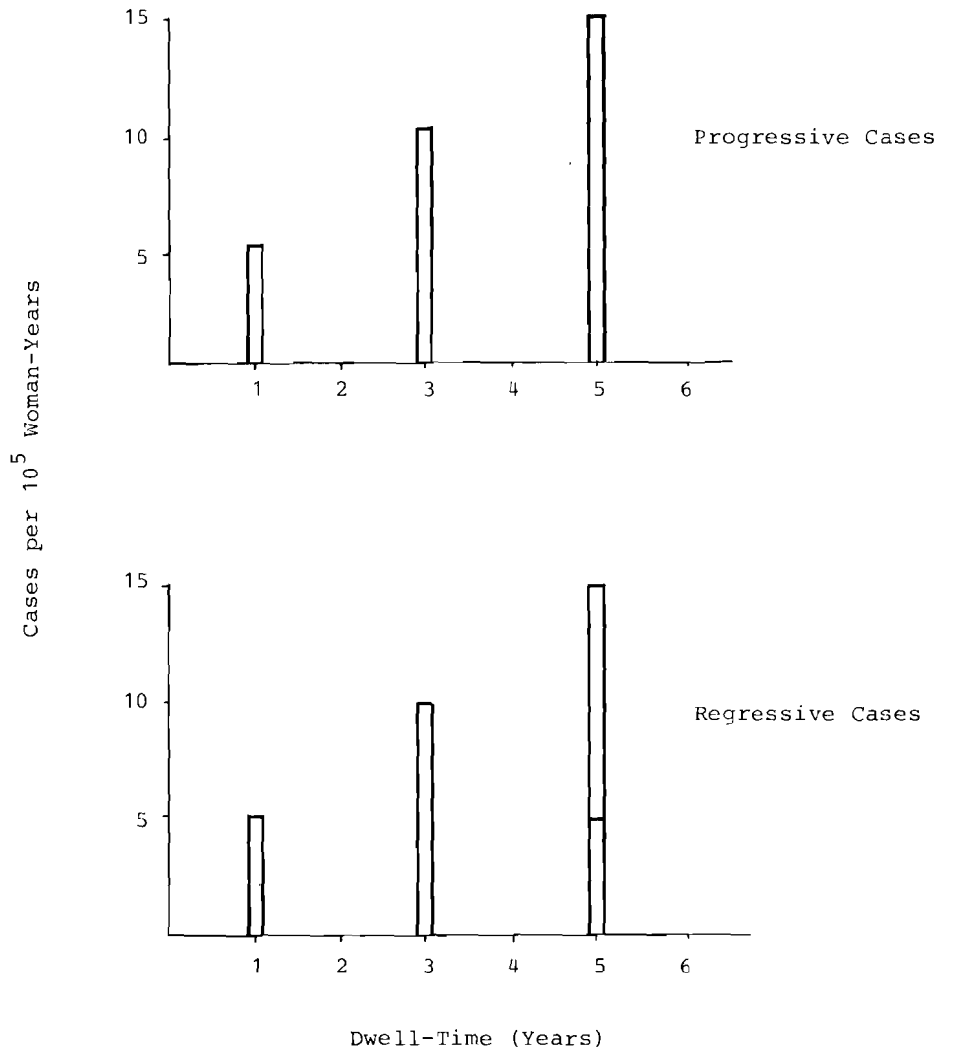 Cases per 10^5 Woman-Years
15
10
5
Progressive Cases
1 2 3 4 5 6
15
10
5
Regressive Cases
1 2 3 4 5 6
Dwell-Time (Years)